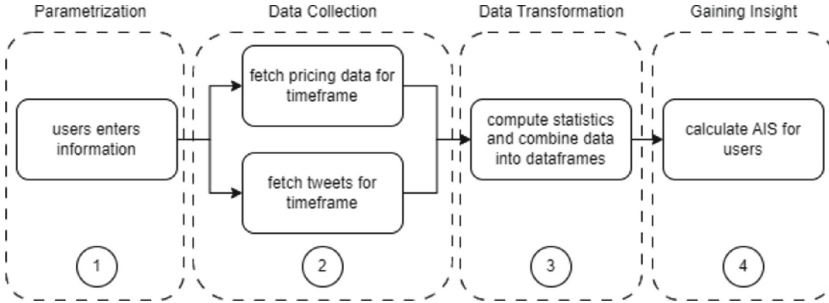 Parametrization
Data Collection
Data Transformation
Gaining Insight
users enters
information
fetch pricing data for
timeframe
fetch tweets for
timeframe
compute statistics
and combine data
into dataframes
calculate AIS for
users
1
2
3
4